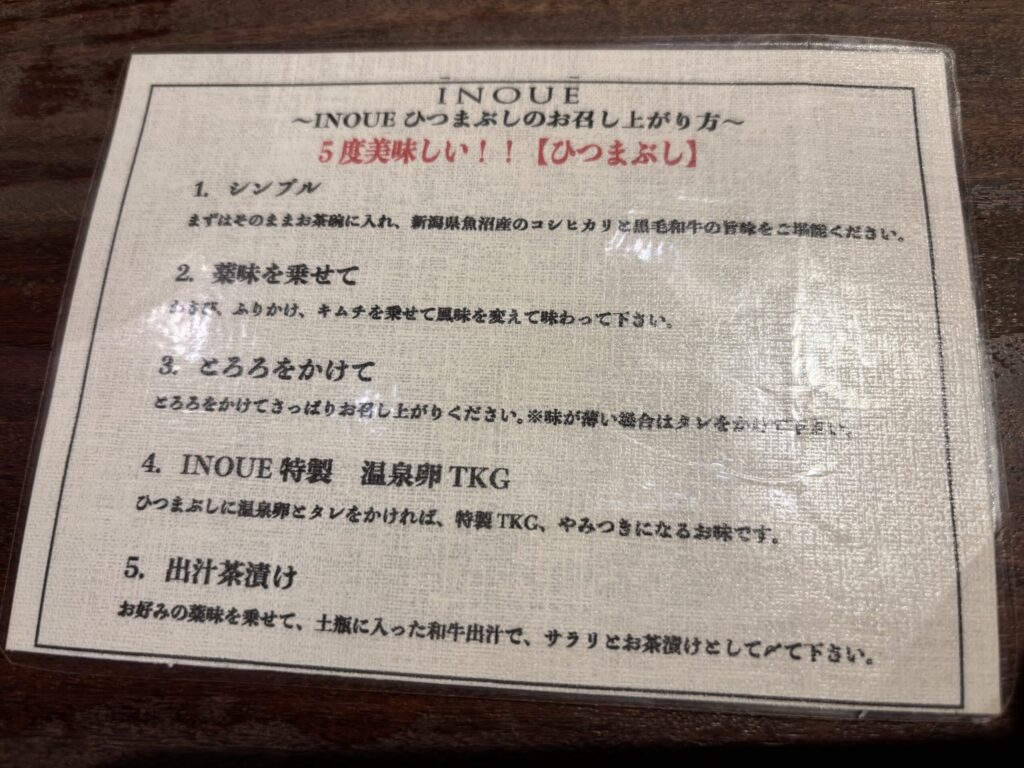 INOUE
～INOUE ひつまぶしのお召し上がり方～
5度美味しい！！【ひつまぶし】
1. シンプル
まずはそのままお茶碗に入れ、新潟県魚沼産のコシヒカリと黒毛和牛の旨味をご堪能ください。
2. 薬味を乗せて
わさび、ふりかけ、キムチを乗せて風味を変えて味わって下さい。
3. とろろをかけて
とろろをかけてさっぱりお召し上がりください。※味が薄い場合はタレをかけて下さい。
4. INOUE 特製　温泉卵 TKG
ひつまぶしに温泉卵とタレをかければ、特製 TKG、やみつきになるお味です。
5. 出汁茶漬け
お好みの薬味を乗せて、土瓶に入った和牛出汁で、サラリとお茶漬けとして〆て下さい。